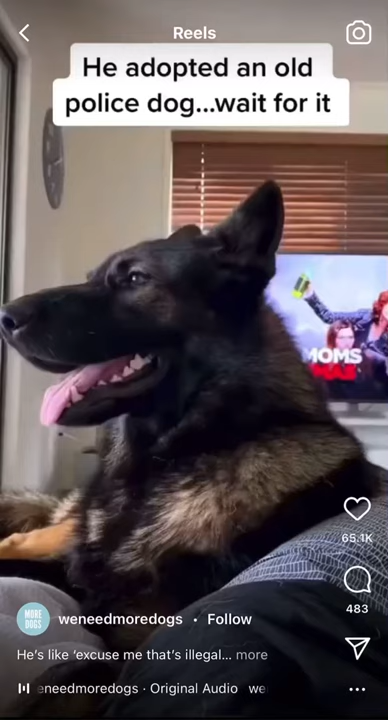 Reels
He adopted an old
police dog...wait for it
MOMS
65.1K
483
MORE
DOGS
weneedmoredogs • Follow
He's like ‘excuse me that's illegal... more
eneedmoredogs · Original Audio we